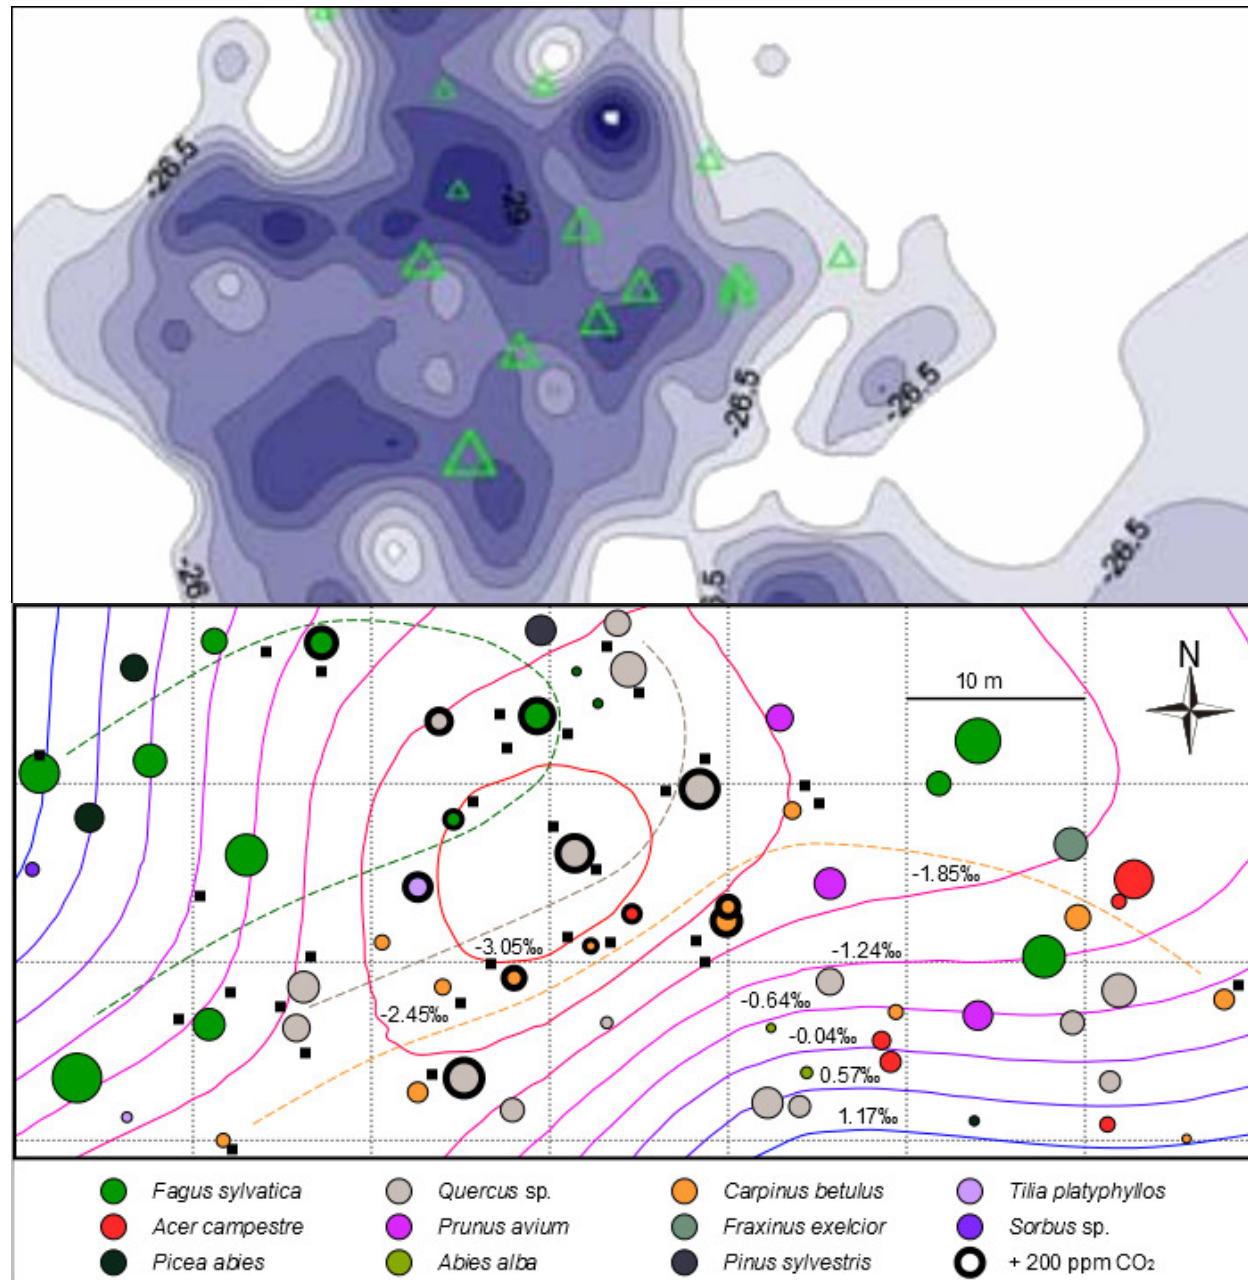 -26.5
-29
-26.5
-26.5
-26
5.5
-26.5
N
10 m
-1.85‰
-3.05‰
-1.24‰
-0.64‰
-2.45‰
-0.04‰
0.57‰
1.17‰
Fagus sylvatica
Quercus sp.
Carpinus betulus
Tilia platyphyllos
Acer campestre
Prunus avium
Fraxinus exelcior
Sorbus sp.
Picea abies
Abies alba
Pinus sylvestris
+ 200 ppm CO₂